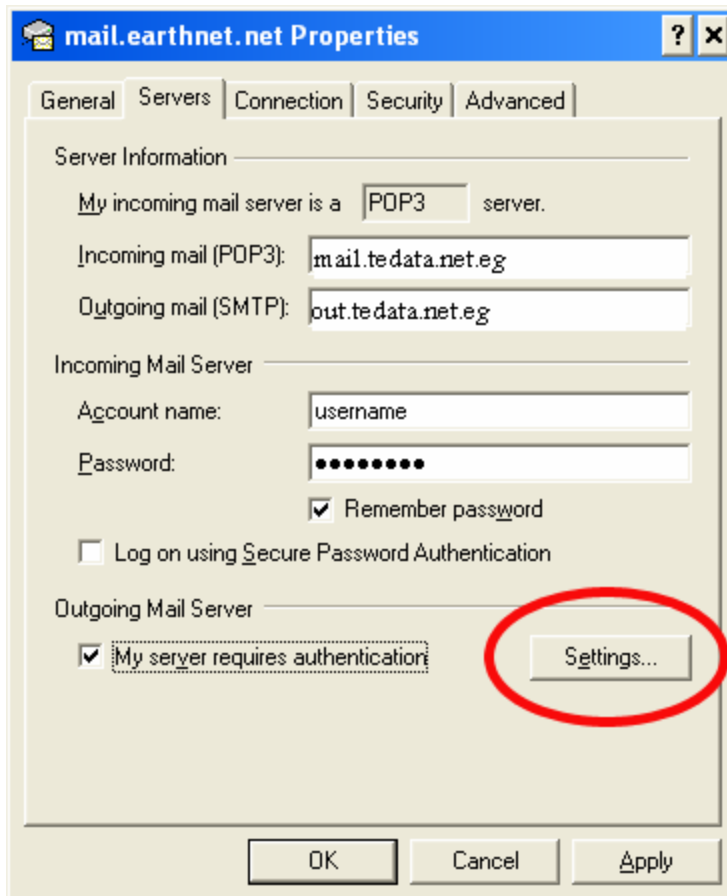 mail.earthnet.net Properties ? ×
General Servers Connection Security Advanced
Server Information
My incoming mail server is a POP3 server.
Incoming mail (POP3): mail.tedata.net.eg
Outgoing mail (SMTP): out.tedata.net.eg
Incoming Mail Server
Account name: username
Password: ●●●●●●●●
Remember password
Log on using Secure Password Authentication
Outgoing Mail Server
My server requires authentication Settings...
OK Cancel Apply